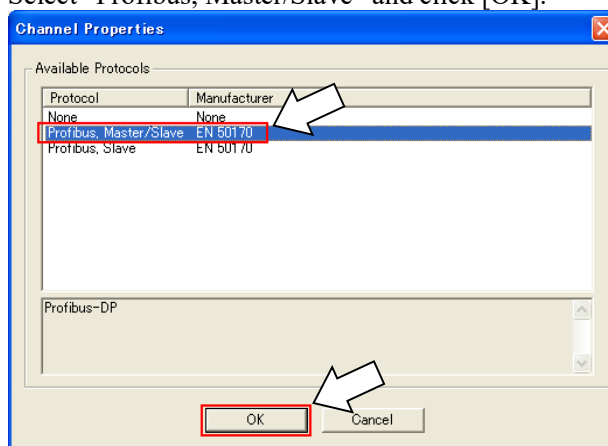 Select "Profibus, Master/Slave" and click [OK].
Channel Properties
Available Protocols
Protocol Manufacturer
None None
Profibus, Master/Slave EN 50170
Profibus, Slave EN 50170
Profibus-DP
OK Cancel